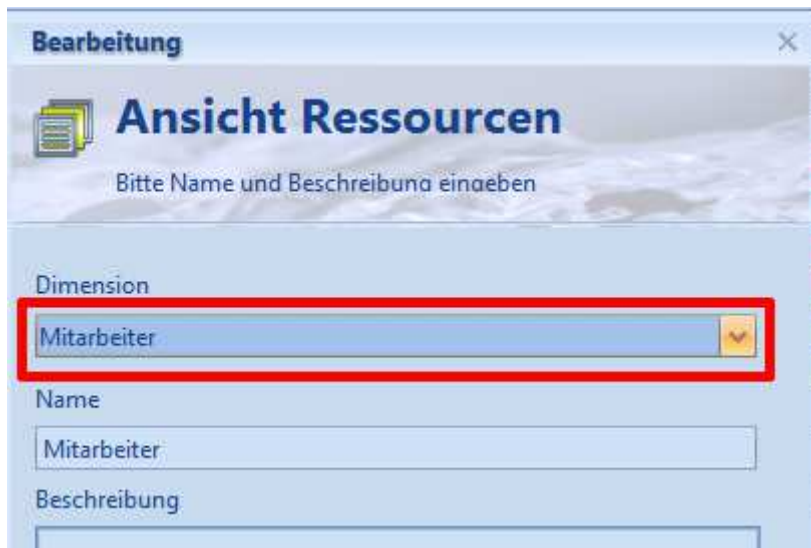 Bearbeitung
Ansicht Ressourcen
Bitte Name und Beschreibung eingeben
Dimension
Mitarbeiter
Name
Mitarbeiter
Beschreibung